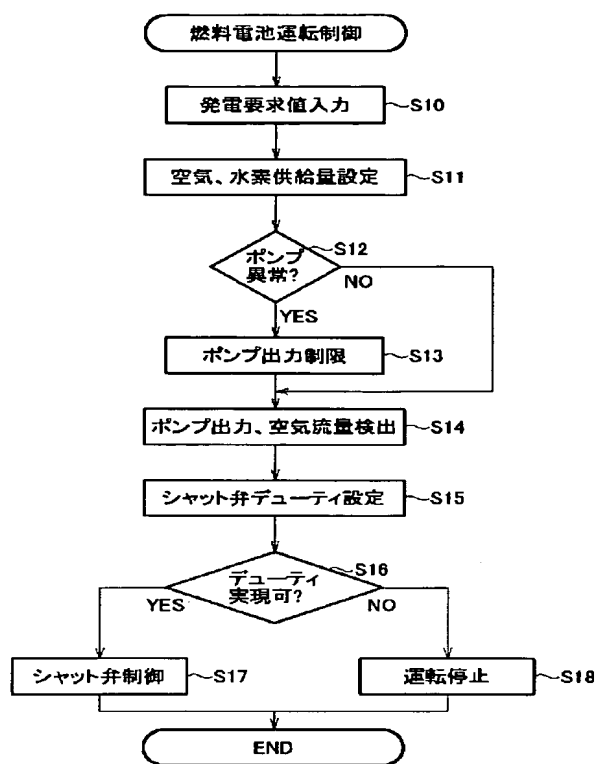 燃料電池運転制御
発電要求値入力
S10
空気、水素供給量設定
S11
S12
ポンプ
異常?
NO
YES
ポンプ出力制限
S13
ポンプ出力、空気流量検出
S14
シャット弁デューティ設定
S15
S16
デューティ
実現可?
YES
NO
シャット弁制御
S17
運転停止
S18
END